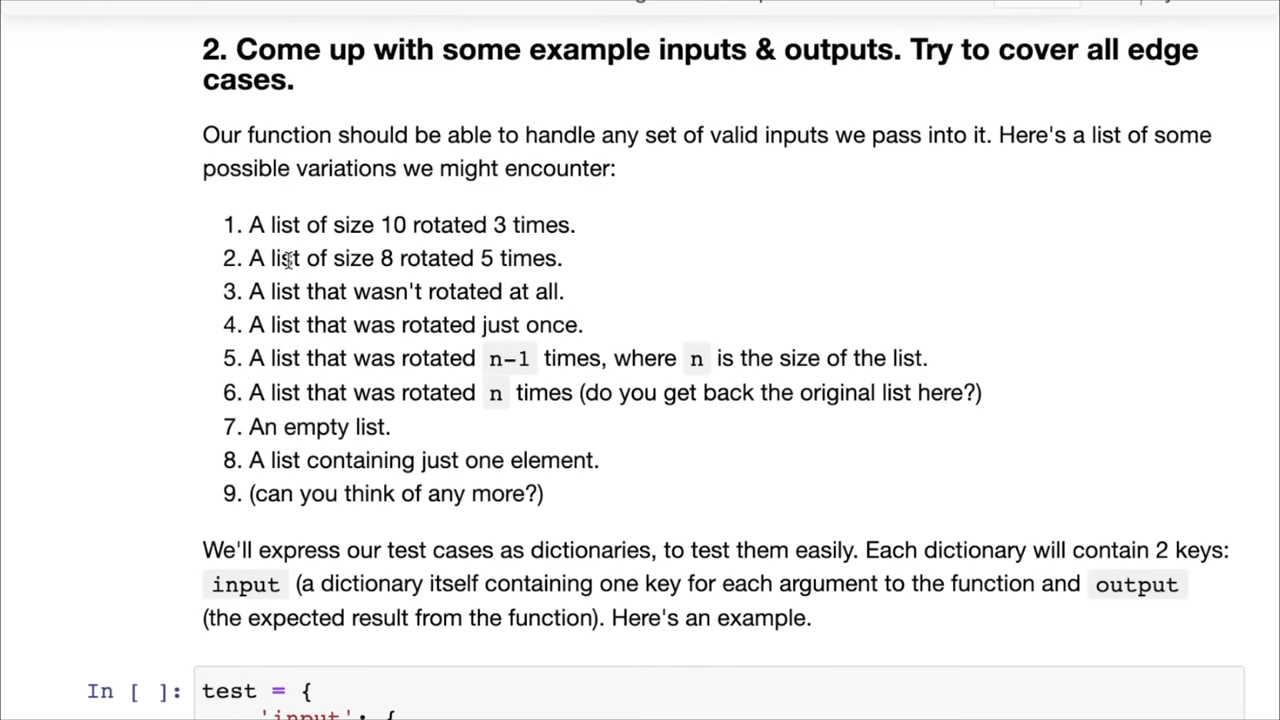 2. Come up with some example inputs & outputs. Try to cover all edge
cases.
Our function should be able to handle any set of valid inputs we pass into it. Here's a list of some
possible variations we might encounter:
1. A list of size 10 rotated 3 times.
2. A list of size 8 rotated 5 times.
3. A list that wasn't rotated at all.
4. A list that was rotated just once.
5. A list that was rotated n-1 times, where n is the size of the list.
6. A list that was rotated n times (do you get back the original list here?)
7. An empty list.
8. A list containing just one element.
9. (can you think of any more?)
We'll express our test cases as dictionaries, to test them easily. Each dictionary will contain 2 keys:
input (a dictionary itself containing one key for each argument to the function and output
(the expected result from the function). Here's an example.
In [ ]: test = {
'input': {